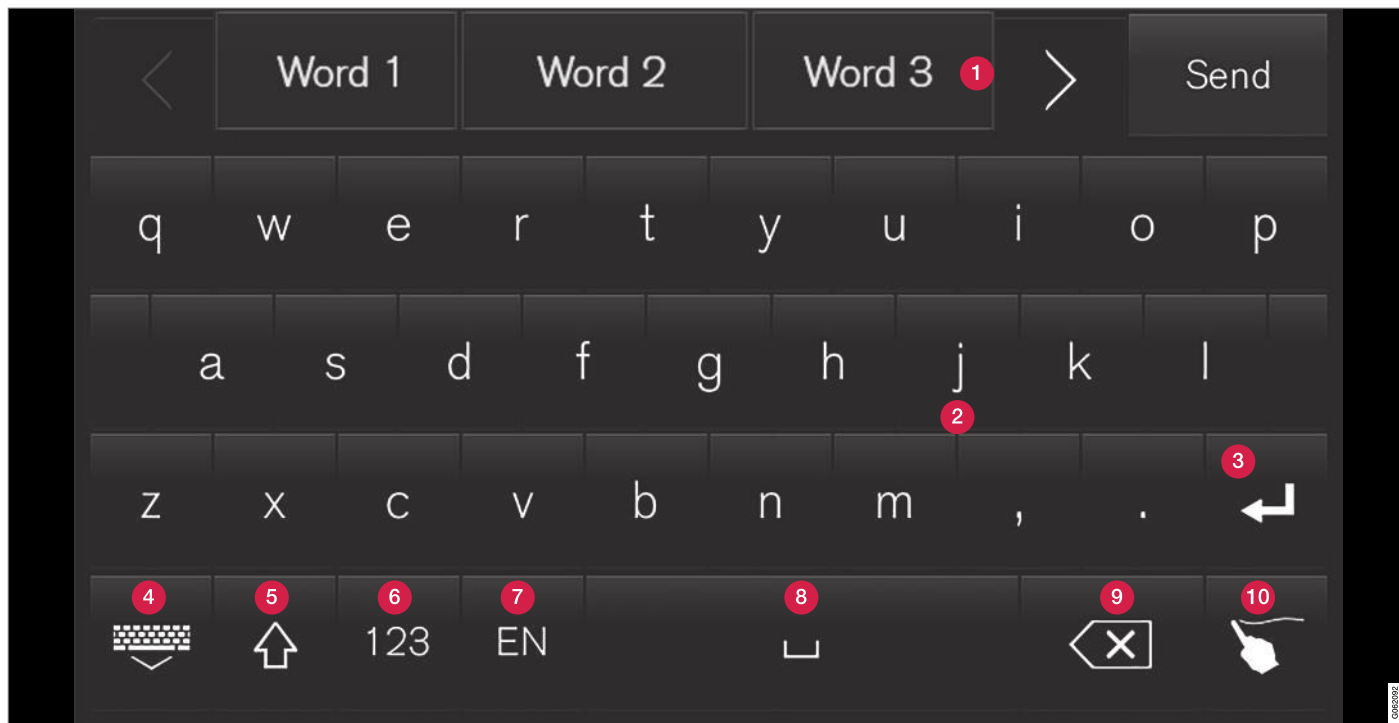 Word 1 Word 2 Word 3 1 Send
q w e r t y u i o p
a s d f g h j k l
2
3
z x c v b n m , .
4 5 6 7 8 9 10
123 EN
G062092